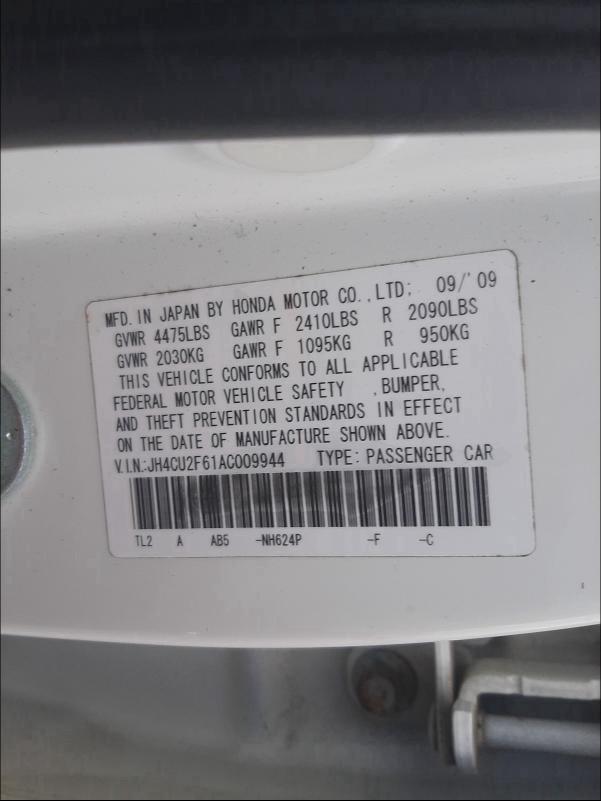 MFD. IN JAPAN BY HONDA MOTOR CO.,LTD; 09/'09
GVWR 4475LBS GAWR F 2410LBS R 2090LBS
GVWR 2030KG GAWR F 1095KG R 950KG
THIS VEHICLE CONFORMS TO ALL APPLICABLE
FEDERAL MOTOR VEHICLE SAFETY ,BUMPER,
AND THEFT PREVENTION STANDARDS IN EFFECT
ON THE DATE OF MANUFACTURE SHOWN ABOVE.
V.I.N.:JH4CU2F61AC009944 TYPE: PASSENGER CAR
TL2 A AB5 -NH624P -F -C